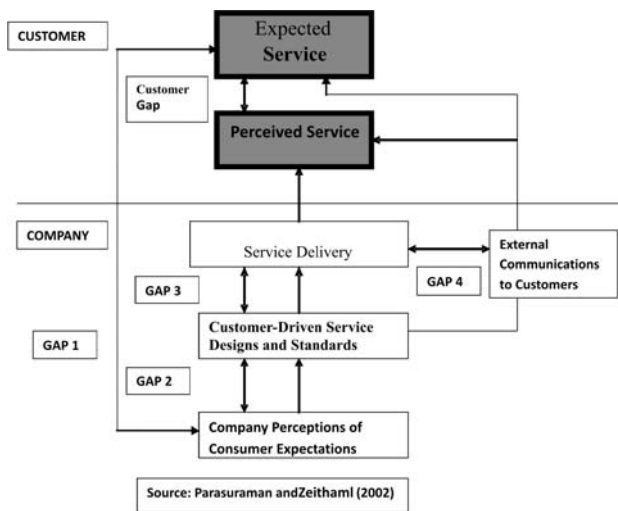 CUSTOMER
Expected
Service
Customer
Gap
Perceived Service
COMPANY
Service Delivery
External
Communications
to Customers
GAP 4
GAP 3
Customer-Driven Service
Designs and Standards
GAP 1
GAP 2
Company Perceptions of
Consumer Expectations
Source: Parasuraman andZeithaml (2002)